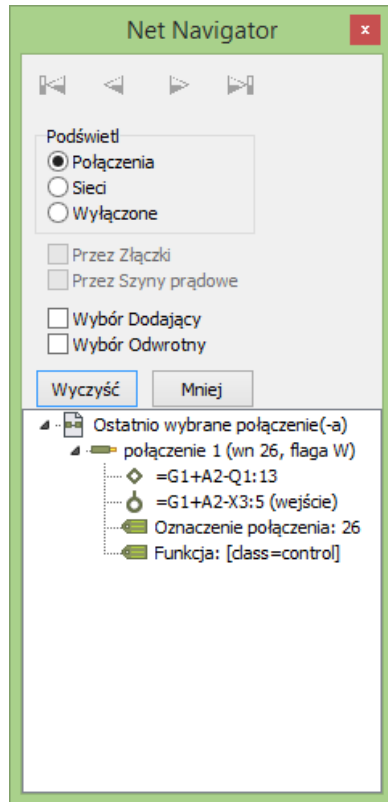 Net Navigator
x
Podświetl
Połączenia
Sieci
Wyłączone
Przez Złączki
Przez Szyny prądowe
Wybór Dodający
Wybór Odwrotny
Wyczyść Mniej
Ostatnio wybrane połączenie(-a)
połączenie 1 (wn 26, flaga W)
=G1+A2-Q1:13
=G1+A2-X3:5 (wejście)
Oznaczenie połączenia: 26
Funkcja: [class=control]